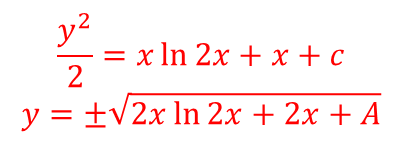 y²/2 = x ln 2x + x + c
y = ±√(2x ln 2x + 2x + A)